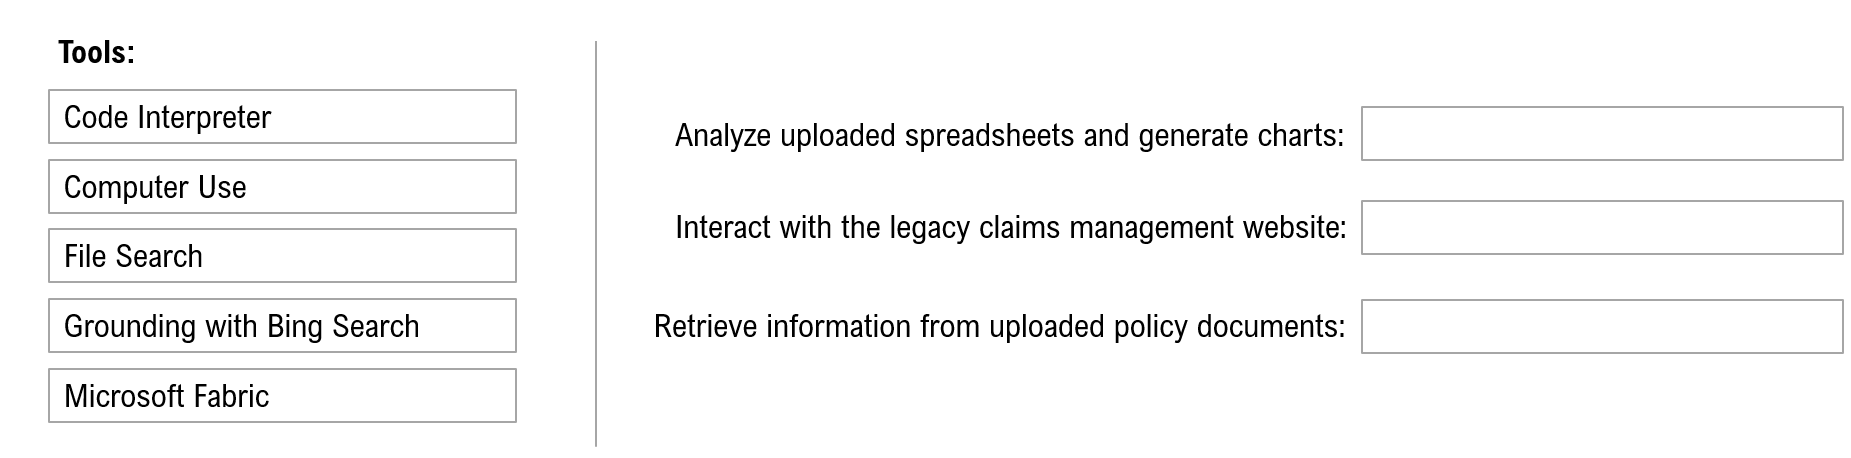 Tools:
Code Interpreter
Computer Use
File Search
Grounding with Bing Search
Microsoft Fabric
Analyze uploaded spreadsheets and generate charts:
Interact with the legacy claims management website:
Retrieve information from uploaded policy documents: